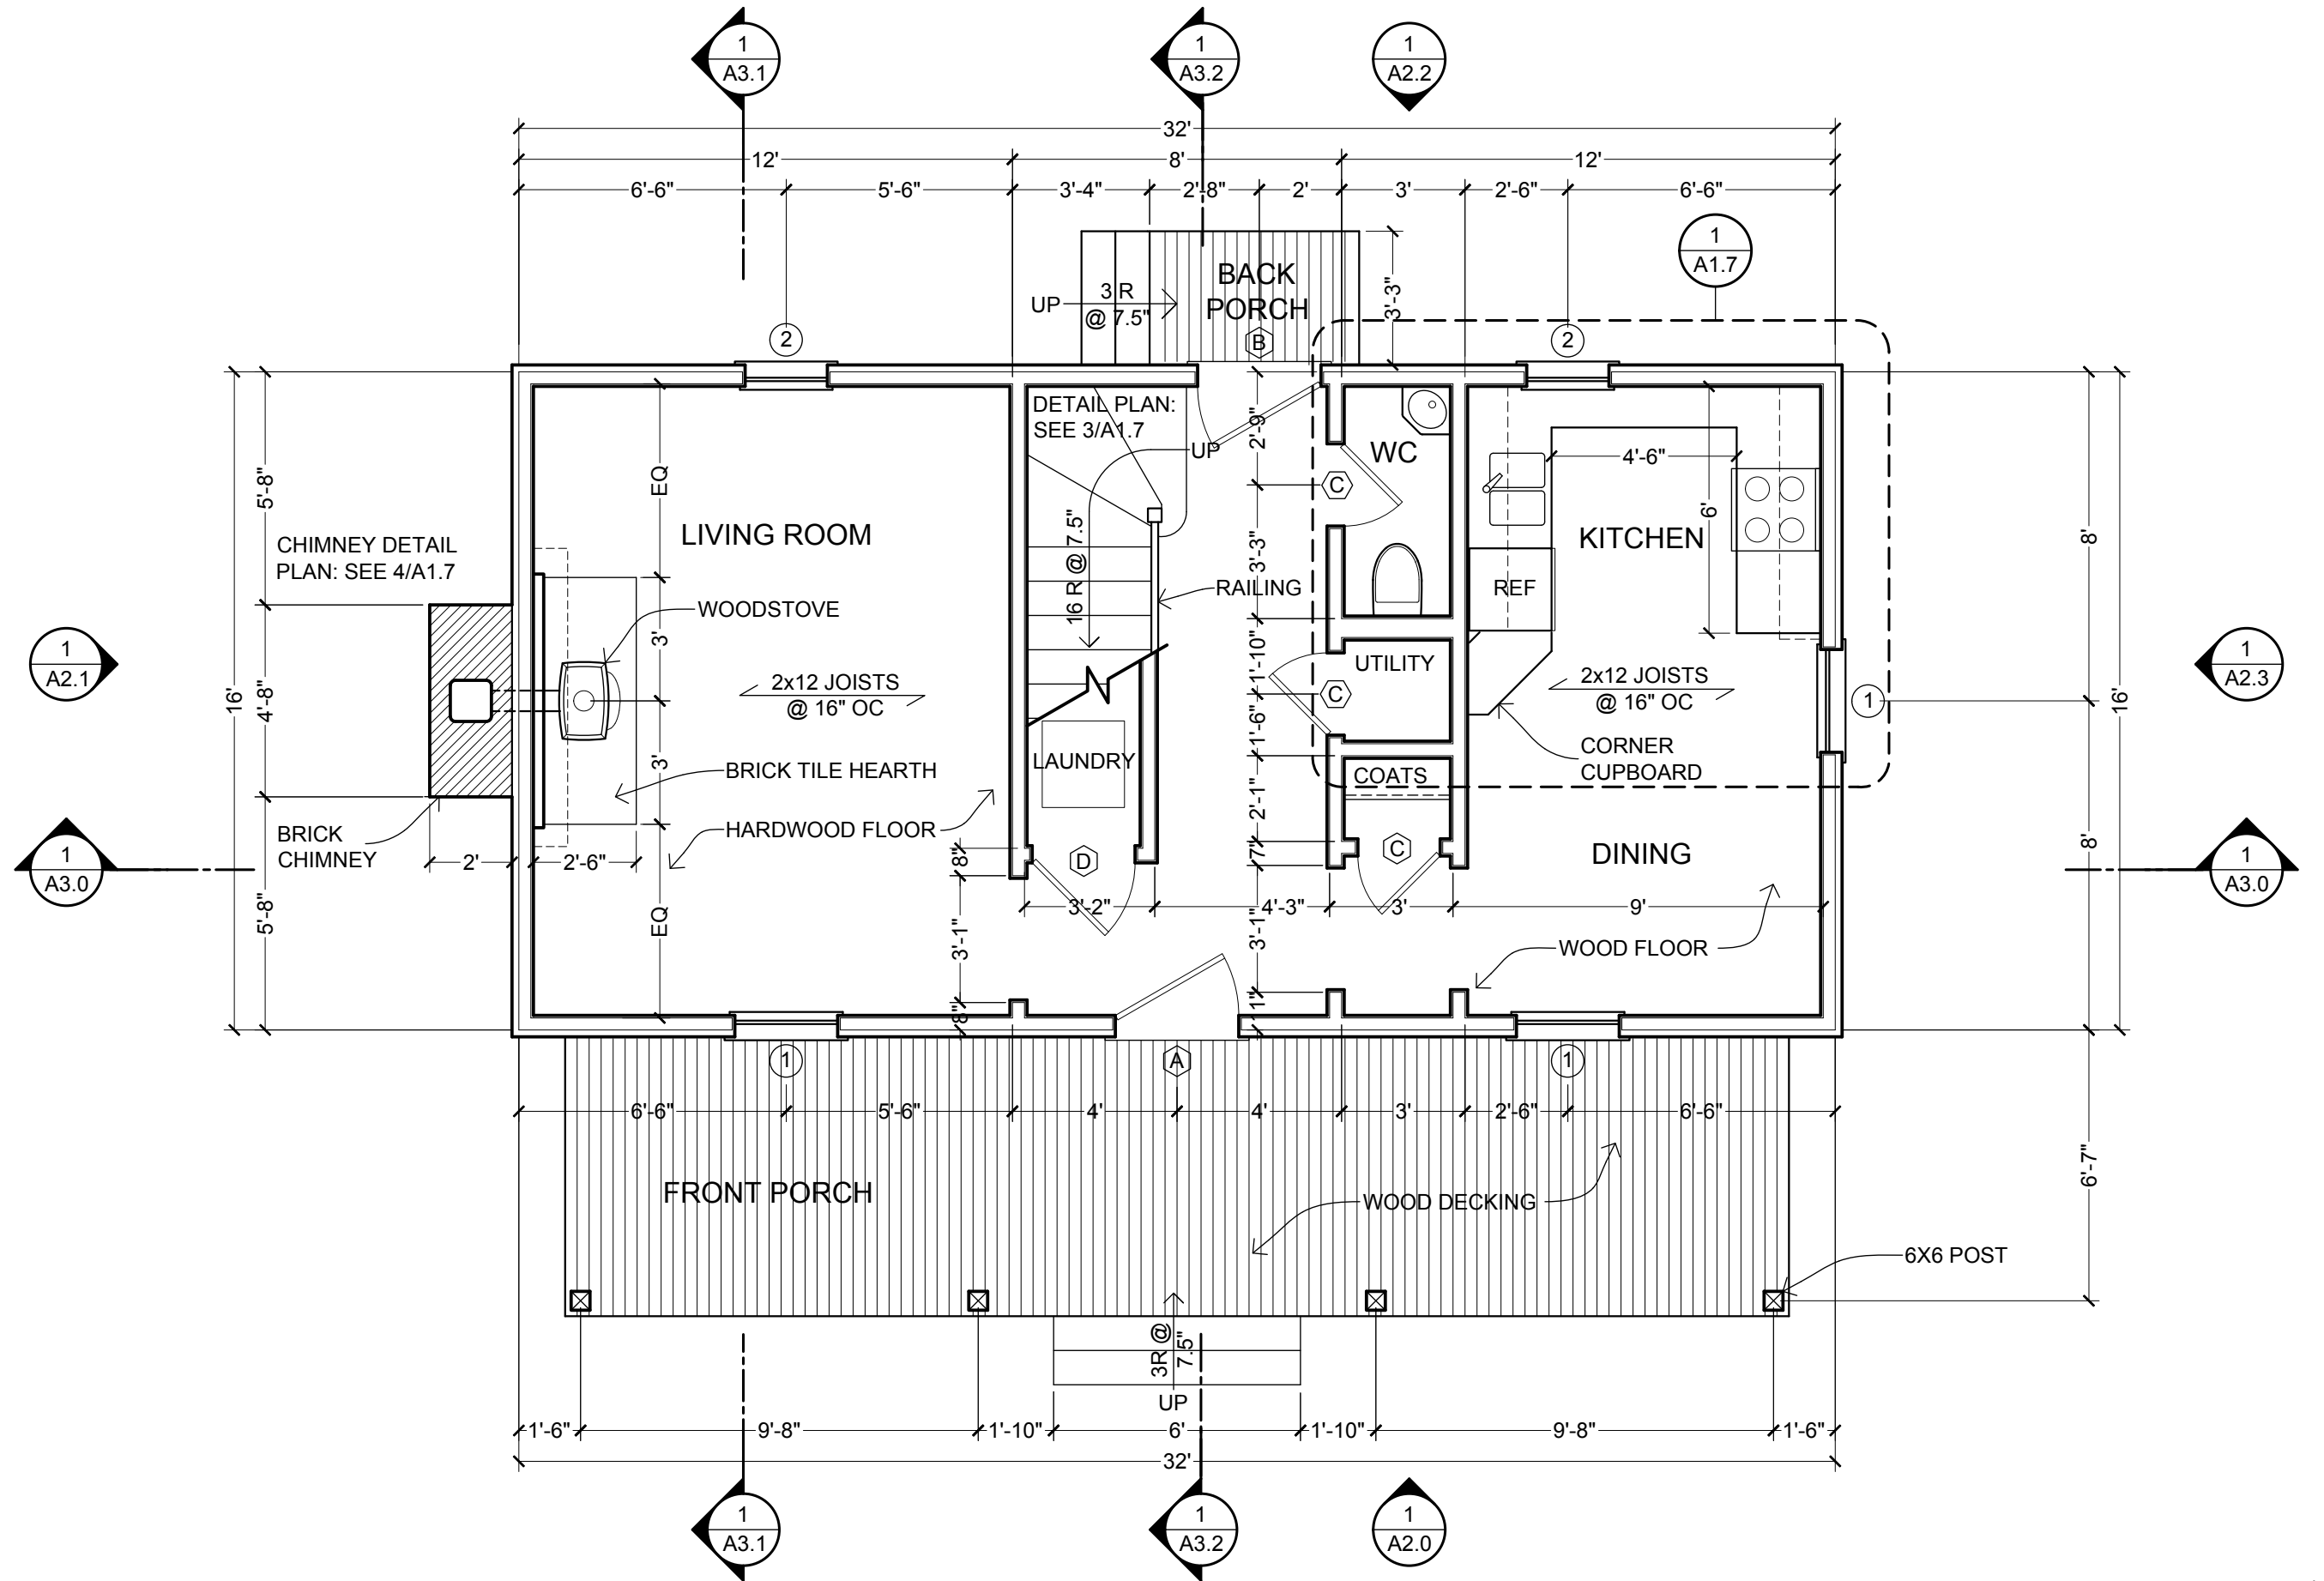 1
A3.1
1
A3.2
1
A2.2
32'
12'
8'
12'
6'-6"
5'-6"
3'-4"
2'-8"
2'
3'
2'-6"
6'-6"
1
A1.7
BACK
PORCH
UP
3 R
@ 7.5"
3'-3"
2
B
2
DETAIL PLAN:
SEE 3/A1.7
UP
2'-9"
WC
C
4'-6"
6'
KITCHEN
5'-8"
EQ
LIVING ROOM
16 R @ 7.5"
3'-3"
8'
CHIMNEY DETAIL
PLAN: SEE 4/A1.7
RAILING
REF
WOODSTOVE
1
A2.1
16'
4'-8"
3'
2x12 JOISTS
@ 16" OC
1'-10"
UTILITY
C
1'-6"
2x12 JOISTS
@ 16" OC
1
16'
1
A2.3
LAUNDRY
COATS
CORNER
CUPBOARD
3'
BRICK TILE HEARTH
2'-1"
HARDWOOD FLOOR
BRICK
CHIMNEY
2'
2'-6"
8"
D
7"
C
DINING
8'
1
A3.0
1
A3.0
5'-8"
EQ
3'-1"
3'-2"
4'-3"
3'
9'
3'-1"
WOOD FLOOR
8"
1"
1
A
1
6'-6"
5'-6"
4'
4'
3'
2'-6"
6'-6"
6'-7"
FRONT PORCH
WOOD DECKING
6X6 POST
3R @
7.5"
UP
1'-6"
9'-8"
1'-10"
6'
1'-10"
9'-8"
1'-6"
32'
1
A3.1
1
A3.2
1
A2.0